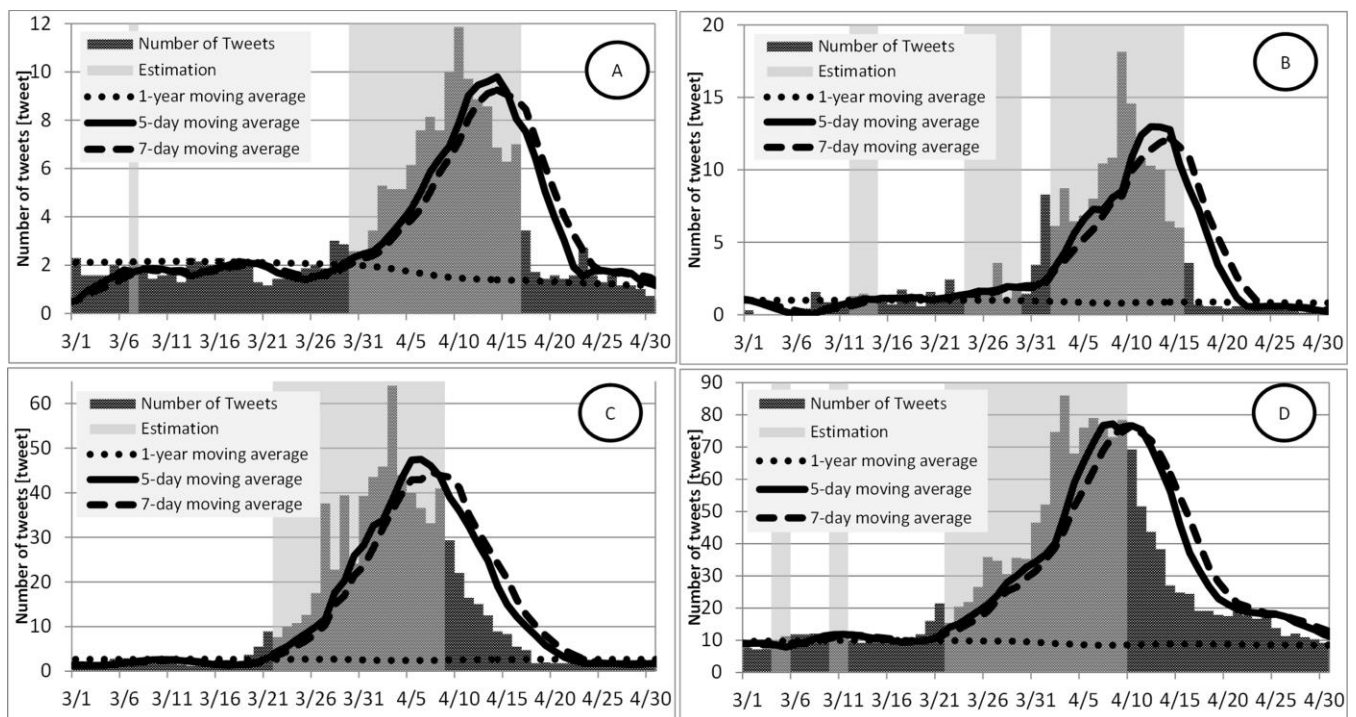 12
10
8
6
4
2
0
Number of tweets [tweet]
Number of Tweets
Estimation
1-year moving average
5-day moving average
7-day moving average
A
3/1 3/6 3/11 3/16 3/21 3/26 3/31 4/5 4/10 4/15 4/20 4/25 4/30
20
15
10
5
0
Number of tweets [tweet]
Number of Tweets
Estimation
1-year moving average
5-day moving average
7-day moving average
B
3/1 3/6 3/11 3/16 3/21 3/26 3/31 4/5 4/10 4/15 4/20 4/25 4/30
60
50
40
30
20
10
0
Number of tweets [tweet]
Number of Tweets
Estimation
1-year moving average
5-day moving average
7-day moving average
C
3/1 3/6 3/11 3/16 3/21 3/26 3/31 4/5 4/10 4/15 4/20 4/25 4/30
90
80
70
60
50
40
30
20
10
0
Number of tweets [tweet]
Number of Tweets
Estimation
1-year moving average
5-day moving average
7-day moving average
D
3/1 3/6 3/11 3/16 3/21 3/26 3/31 4/5 4/10 4/15 4/20 4/25 4/30